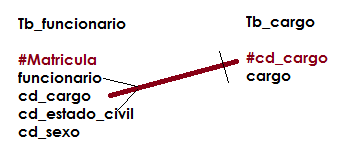 Tb_funcionario
#Matricula
funcionario
cd_cargo
cd_estado_civil
cd_sexo
Tb_cargo
#cd_cargo
cargo